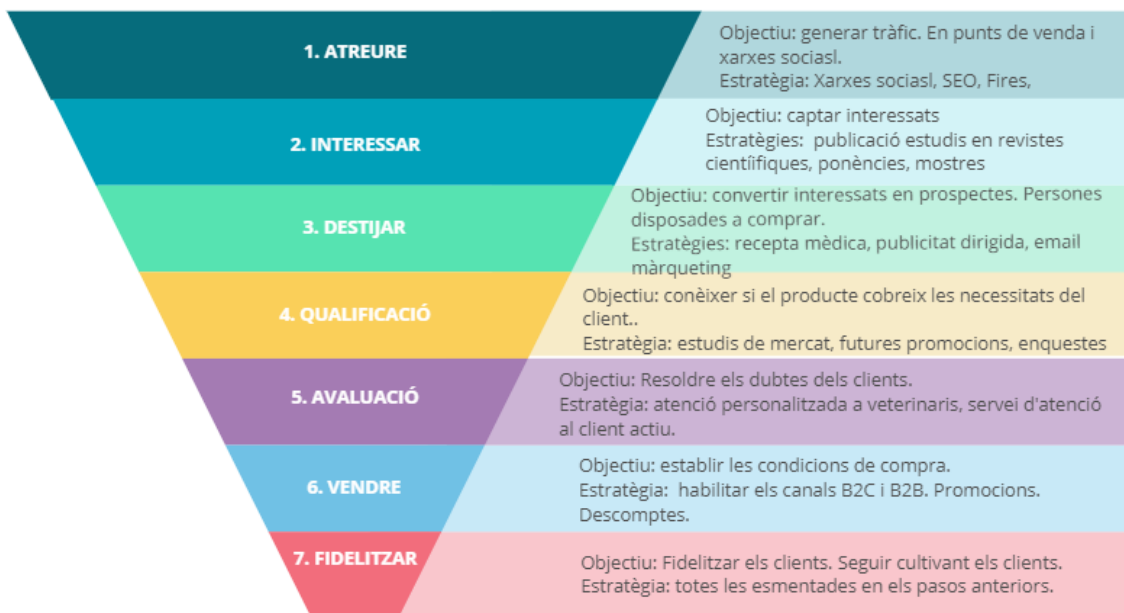 1. ATREURE
Objectiu: generar tràfic. En punts de venda i
xarxes sociasl.
Estratègia: Xarxes sociasl, SEO, Fires,
2. INTERESSAR
Objectiu: captar interessats
Estratègies:  publicació estudis en revistes
cientíifiques, ponències, mostres
3. DESTIJAR
Objectiu: convertir interessats en prospectes. Persones
disposades a comprar.
Estratègies: recepta mèdica, publicitat dirigida, email
màrqueting
4. QUALIFICACIÓ
Objectiu: conèixer si el producte cobreix les necessitats del
client..
Estratègia: estudis de mercat, futures promocions, enquestes
5. AVALUACIÓ
Objectiu: Resoldre els dubtes dels clients.
Estratègia: atenció personalitzada a veterinaris, servei d'atenció
al client actiu.
6. VENDRE
Objectiu: establir les condicions de compra.
Estratègia:  habilitar els canals B2C i B2B. Promocions.
Descomptes.
7. FIDELITZAR
Objectiu: Fidelitzar els clients. Seguir cultivant els clients.
Estratègia: totes les esmentades en els pasos anteriors.